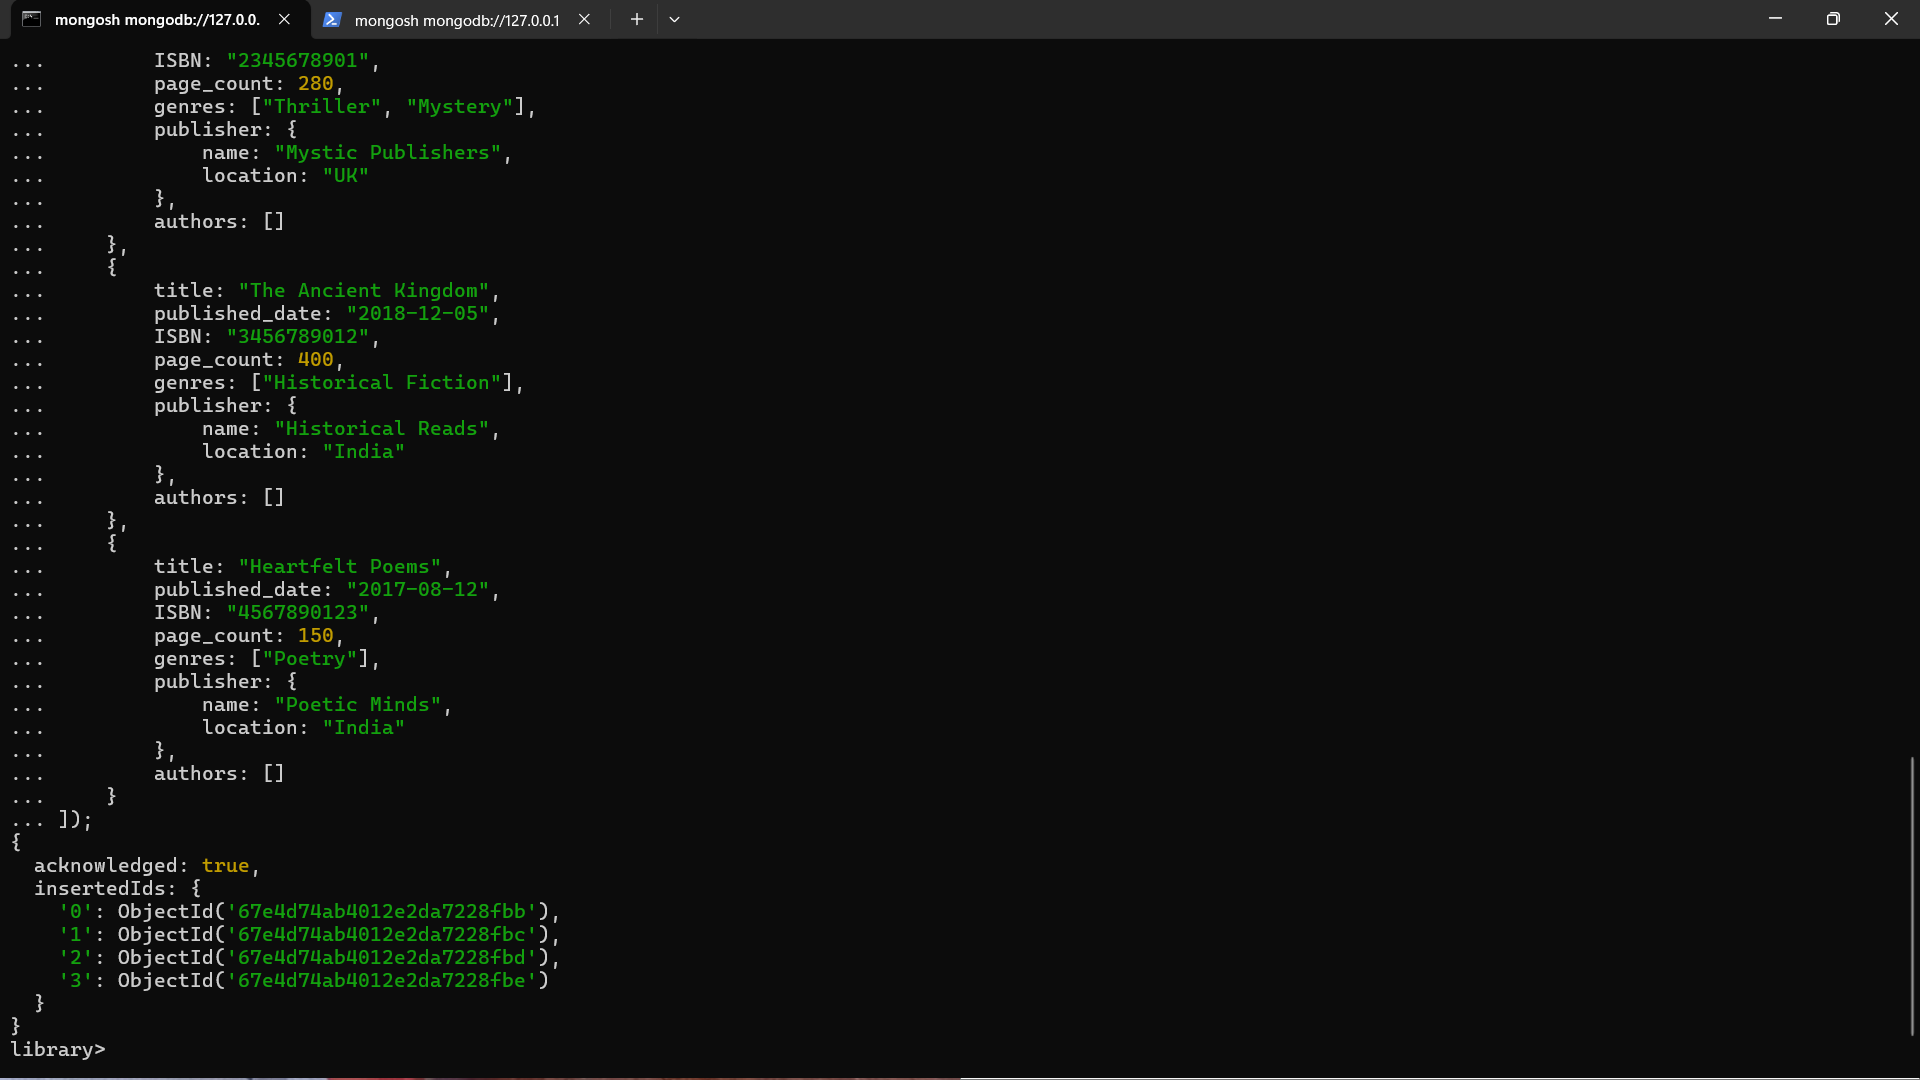 mongosh mongodb://127.0.0.
mongosh mongodb://127.0.0.1
...         ISBN: "2345678901",
...         page_count: 280,
...         genres: ["Thriller", "Mystery"],
...         publisher: {
...             name: "Mystic Publishers",
...             location: "UK"
...         },
...         authors: []
...     },
...     {
...         title: "The Ancient Kingdom",
...         published_date: "2018-12-05",
...         ISBN: "3456789012",
...         page_count: 400,
...         genres: ["Historical Fiction"],
...         publisher: {
...             name: "Historical Reads",
...             location: "India"
...         },
...         authors: []
...     },
...     {
...         title: "Heartfelt Poems",
...         published_date: "2017-08-12",
...         ISBN: "4567890123",
...         page_count: 150,
...         genres: ["Poetry"],
...         publisher: {
...             name: "Poetic Minds",
...             location: "India"
...         },
...         authors: []
...     }
... ]);
{
  acknowledged: true,
  insertedIds: {
    '0': ObjectId('67e4d74ab4012e2da7228fbb'),
    '1': ObjectId('67e4d74ab4012e2da7228fbc'),
    '2': ObjectId('67e4d74ab4012e2da7228fbd'),
    '3': ObjectId('67e4d74ab4012e2da7228fbe')
  }
}
library>